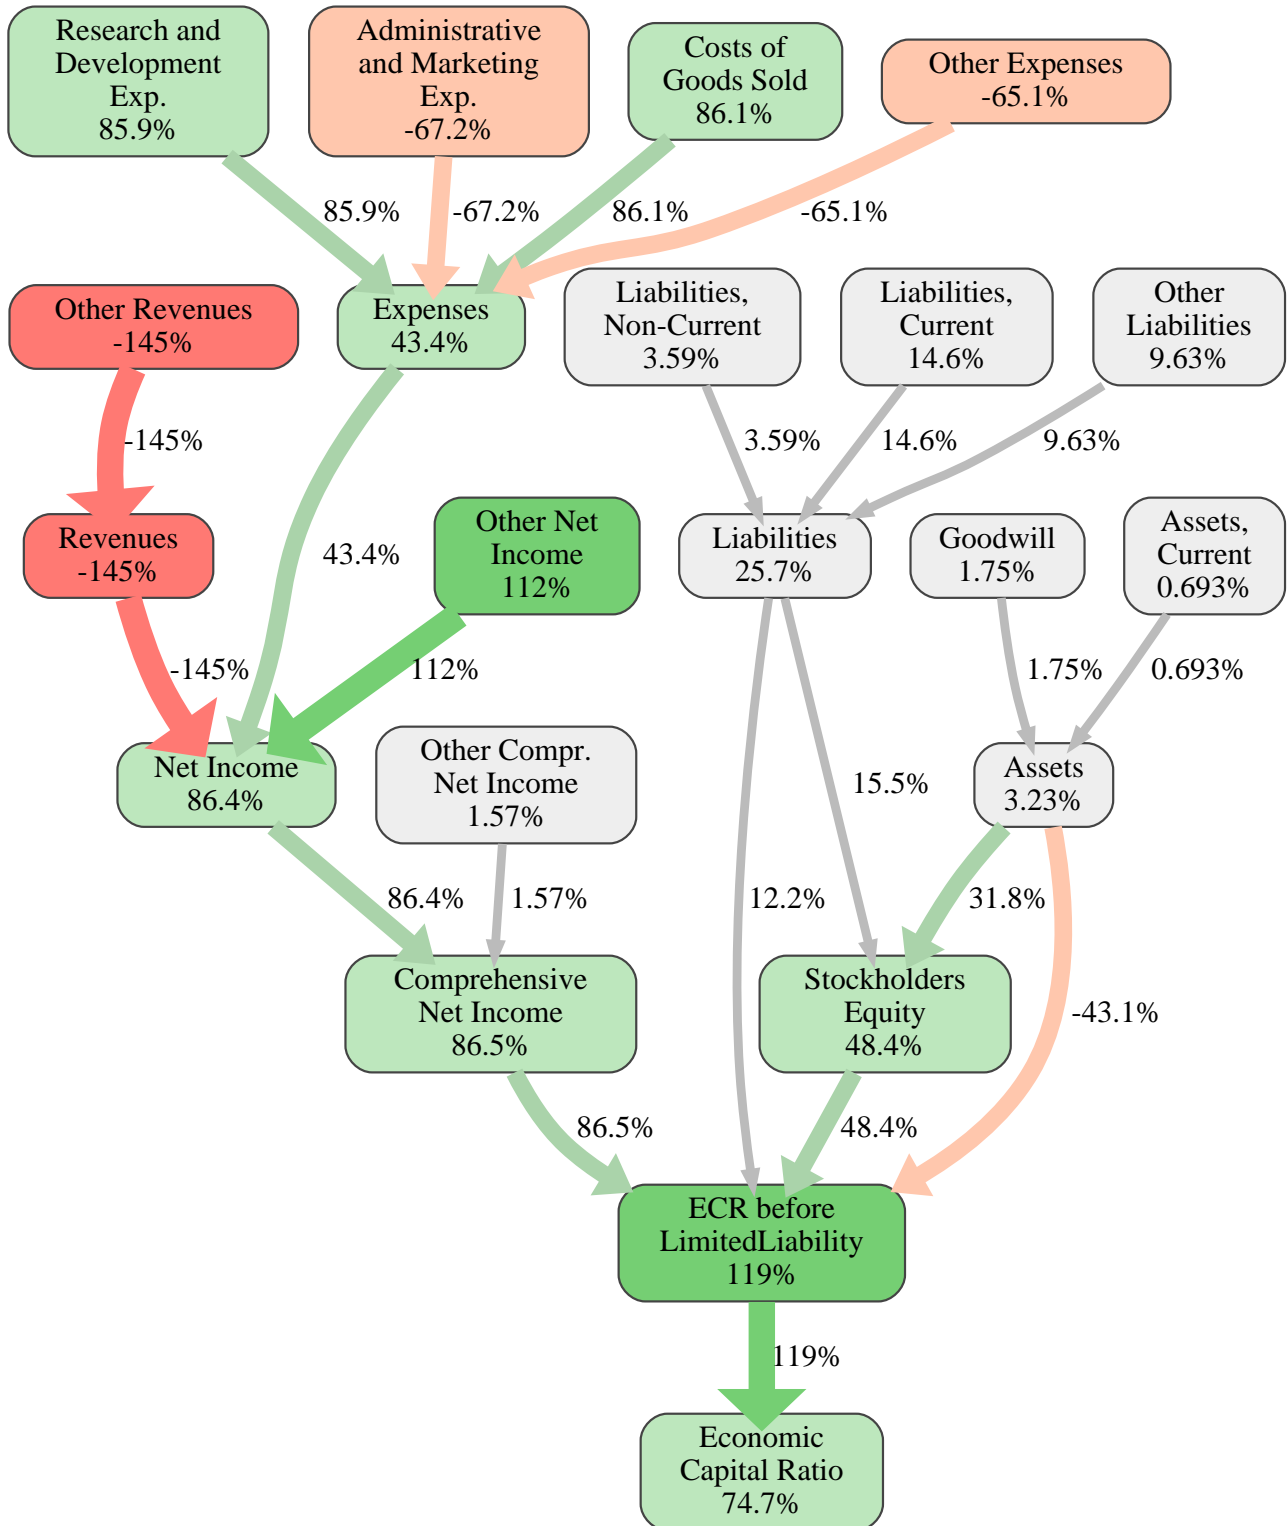 Research and
Development
Exp.
85.9%
Administrative
and Marketing
Exp.
-67.2%
Costs of
Goods Sold
86.1%
Other Expenses
-65.1%
85.9%
-67.2%
86.1%
-65.1%
Other Revenues
-145%
Expenses
43.4%
Liabilities,
Non-Current
3.59%
Liabilities,
Current
14.6%
Other
Liabilities
9.63%
-145%
3.59%
14.6%
9.63%
Revenues
-145%
43.4%
Other Net
Income
112%
Liabilities
25.7%
Goodwill
1.75%
Assets,
Current
0.693%
-145%
112%
1.75%
0.693%
Net Income
86.4%
Other Compr.
Net Income
1.57%
15.5%
Assets
3.23%
86.4%
1.57%
12.2%
31.8%
Comprehensive
Net Income
86.5%
Stockholders
Equity
48.4%
-43.1%
86.5%
48.4%
ECR before
LimitedLiability
119%
119%
Economic
Capital Ratio
74.7%